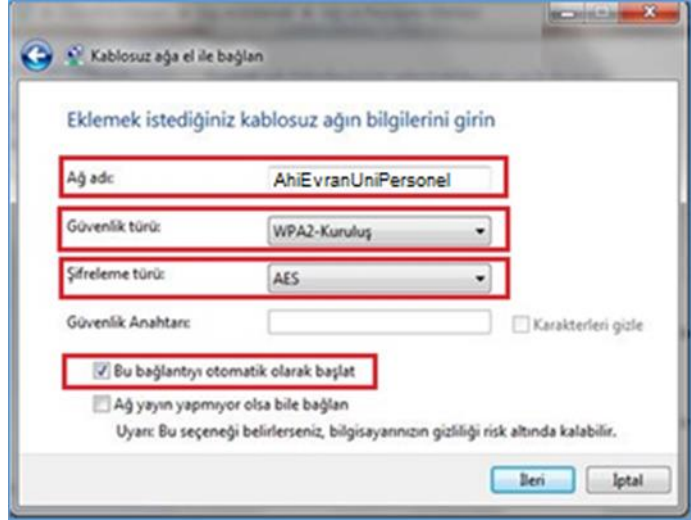 Kablosuz ağa el ile bağlan
Eklemek istediğiniz kablosuz ağın bilgilerini girin
Ağ adı: AhiEvranUniPersonel
Güvenlik türü: WPA2-Kuruluş
Şifreleme türü: AES
Güvenlik Anahtarı: Karakterleri gizle
Bu bağlantıyı otomatik olarak başlat
Ağ yayın yapmıyor olsa bile bağlan
Uyarı: Bu seçeneği belirlerseniz, bilgisayarınızın gizliliği risk altında kalabilir.
İleri İptal